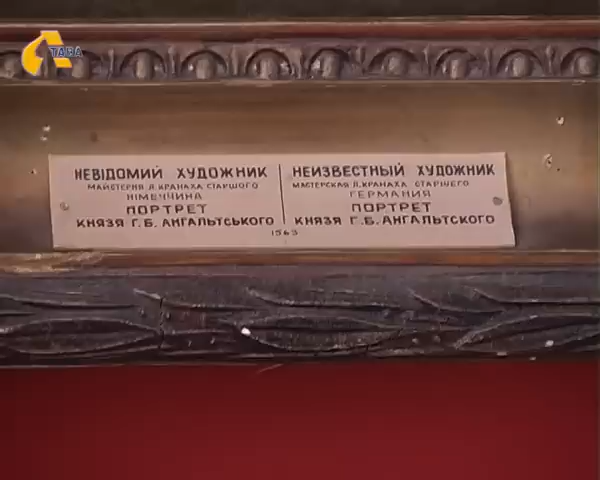 ТАВА
НЕВІДОМИЙ ХУДОЖНИК
МАЙСТЕРНЯ Л.КРАНАХА СТАРШОГО
НІМЕЧЧИНА
ПОРТРЕТ
КНЯЗЯ Г.Б. АНГАЛЬТСЬКОГО
НЕИЗВЕСТНЫЙ ХУДОЖНИК
МАСТЕРСКАЯ Л.КРАНАХА СТАРШЕГО
ГЕРМАНИЯ
ПОРТРЕТ
КНЯЗЯ Г.Б. АНГАЛЬТСКОГО
1563